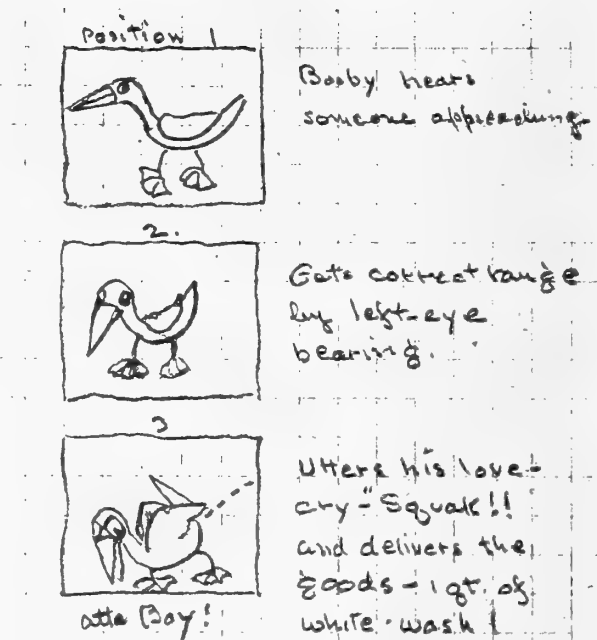 Position 1
Booby hears
someone approaching.
2.
Gets correct range
by left-eye
bearing.
3
Utters his love-
cry-"Squak!!
and delivers the
goods - 1 qt. of
white-wash!
atta Boy!